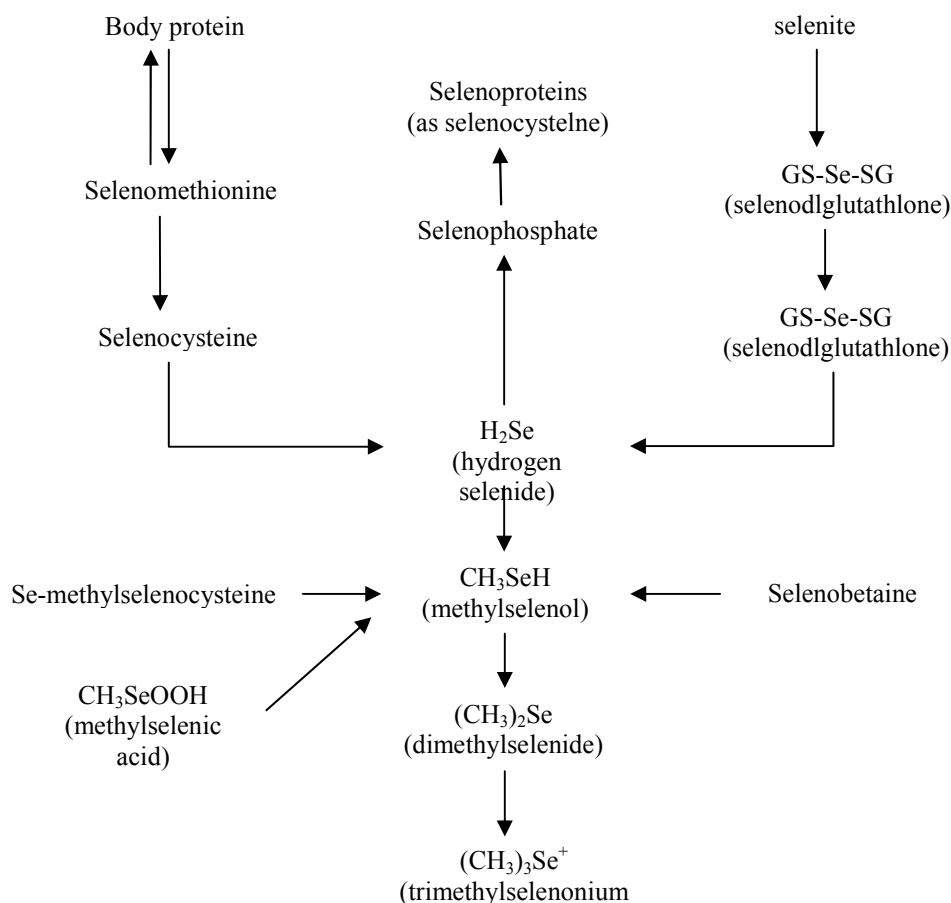 Body protein
selenite
Selenoproteins
(as selenocystelne)
GS-Se-SG
(selenodlglutathlone)
Selenomethionine
Selenophosphate
GS-Se-SG
(selenodlglutathlone)
Selenocysteine
H₂Se
(hydrogen
selenide)
Se-methylselenocysteine
CH₃SeH
(methylselenol)
Selenobetaine
CH₃SeOOH
(methylselenic
acid)
(CH₃)₂Se
(dimethylselenide)
(CH₃)₃Se⁺
(trimethylselenonium